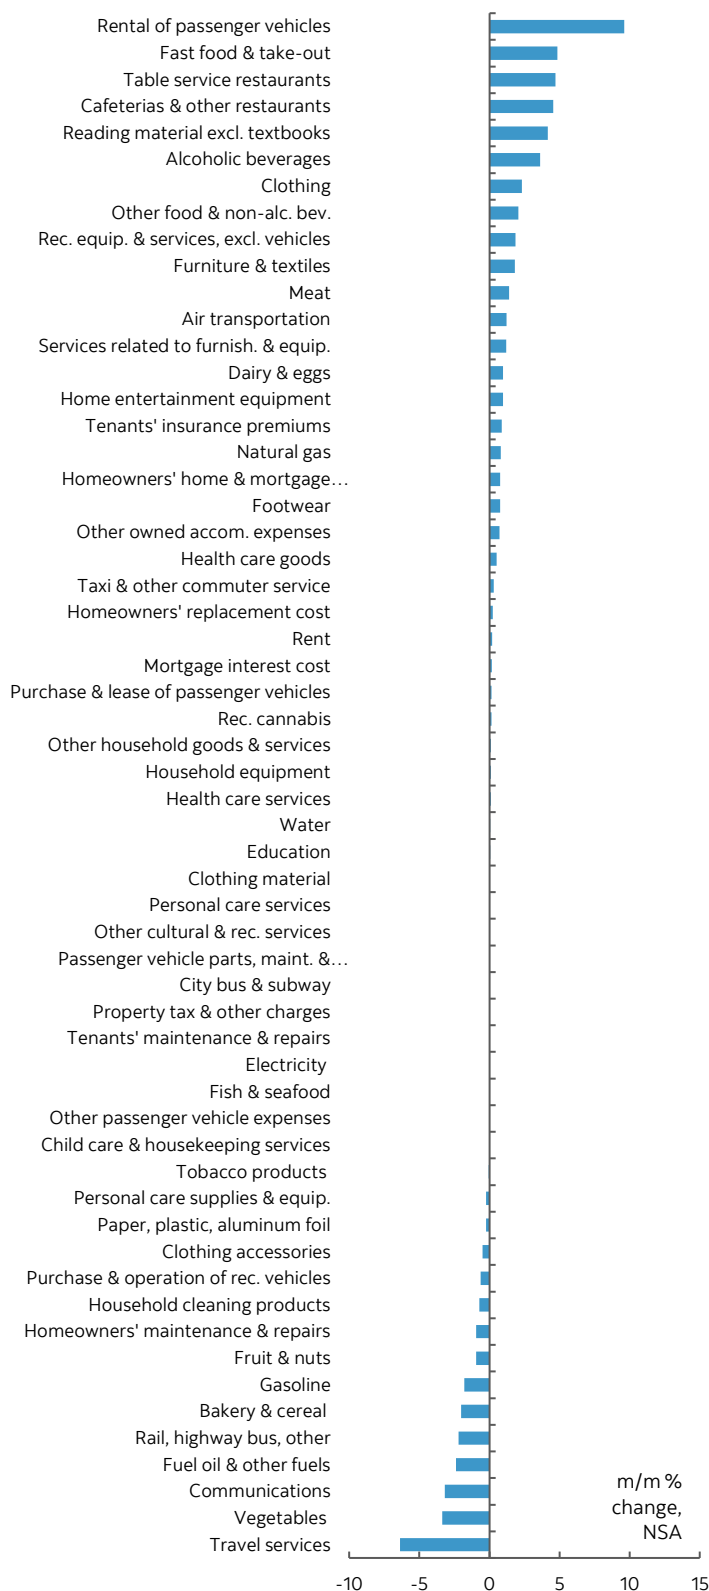 Rental of passenger vehicles
Fast food & take-out
Table service restaurants
Cafeterias & other restaurants
Reading material excl. textbooks
Alcoholic beverages
Clothing
Other food & non-alc. bev.
Rec. equip. & services, excl. vehicles
Furniture & textiles
Meat
Air transportation
Services related to furnish. & equip.
Dairy & eggs
Home entertainment equipment
Tenants' insurance premiums
Natural gas
Homeowners' home & mortgage…
Footwear
Other owned accom. expenses
Health care goods
Taxi & other commuter service
Homeowners' replacement cost
Rent
Mortgage interest cost
Purchase & lease of passenger vehicles
Rec. cannabis
Other household goods & services
Household equipment
Health care services
Water
Education
Clothing material
Personal care services
Other cultural & rec. services
Passenger vehicle parts, maint. &…
City bus & subway
Property tax & other charges
Tenants' maintenance & repairs
Electricity
Fish & seafood
Other passenger vehicle expenses
Child care & housekeeping services
Tobacco products
Personal care supplies & equip.
Paper, plastic, aluminum foil
Clothing accessories
Purchase & operation of rec. vehicles
Household cleaning products
Homeowners' maintenance & repairs
Fruit & nuts
Gasoline
Bakery & cereal
Rail, highway bus, other
Fuel oil & other fuels
Communications
Vegetables
Travel services
m/m %
change,
NSA
-10 -5 0 5 10 15